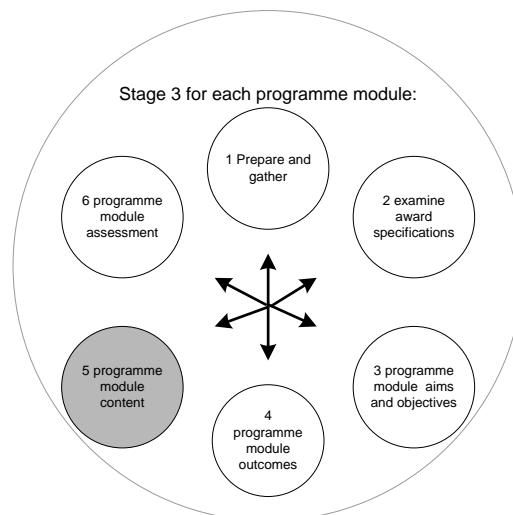 Stage 3 for each programme module:
1 Prepare and
gather
2 examine
award
specifications
3 programme
module aims
and objectives
4
programme
module
outcomes
5 programme
module
content
6 programme
module
assessment